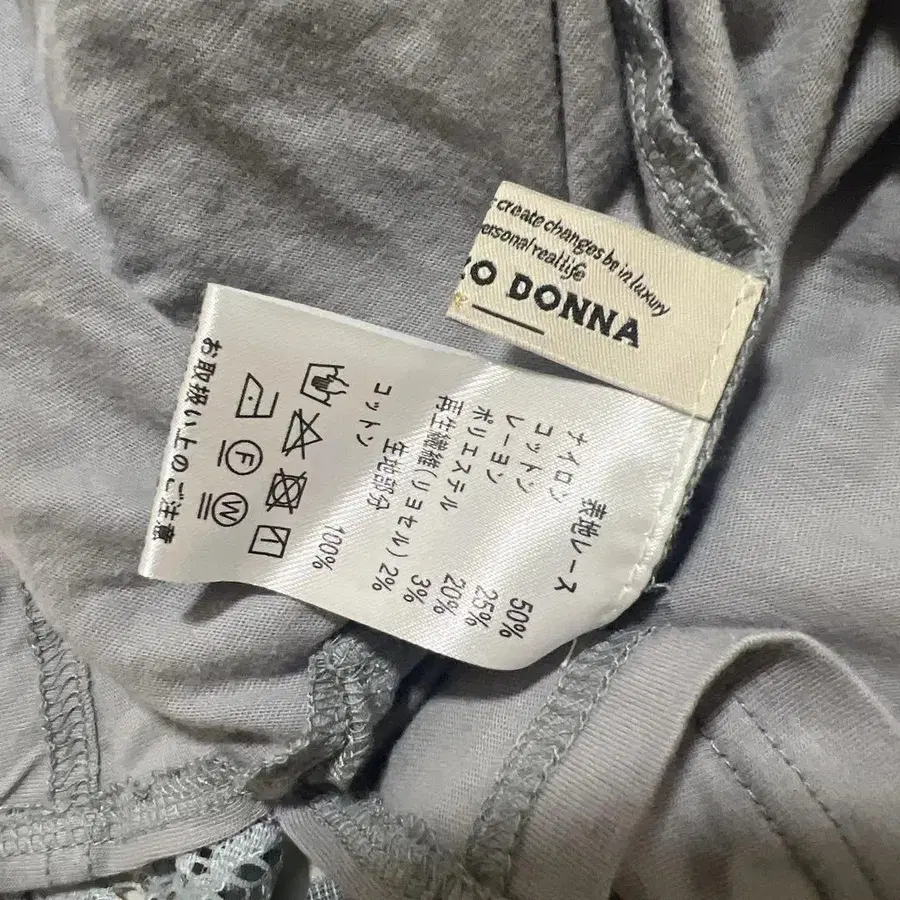 create changes be in luxury
ersonal real life
CO DONNA
表地レース
ナイロン 50%
コットン 25%
レーヨン 20%
ポリエステル 3%
再生繊維(リヨセル) 2%
生地部分
コットン 100%
F
W
お取扱い上のご注意